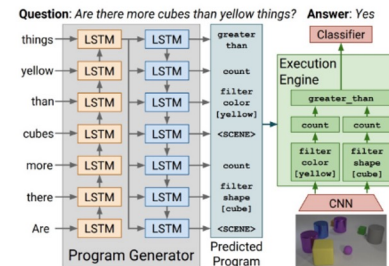 Question: Are there more cubes than yellow things? Answer: Yes
things
LSTM
LSTM
greater
than
Classifier
yellow
LSTM
LSTM
count
Execution
Engine
than
LSTM
LSTM
filter
color
[yellow]
greater_than
cubes
LSTM
LSTM
<SCENE>
count
count
more
LSTM
LSTM
count
filter
color
[yellow]
filter
shape
[cube]
there
LSTM
LSTM
filter
shape
[cube]
CNN
Are
LSTM
LSTM
<SCENE>
Program Generator
Predicted
Program